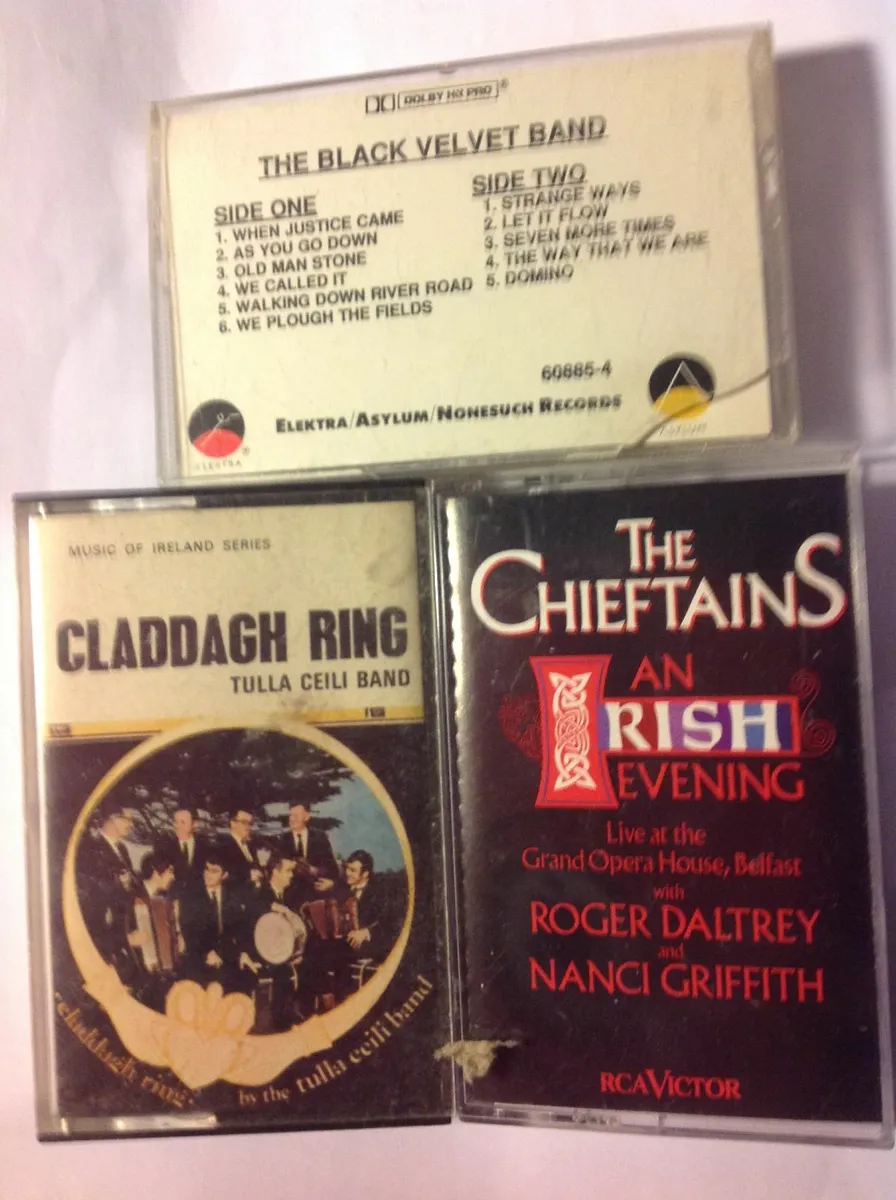 DOLBY HX PRO®
THE BLACK VELVET BAND
SIDE ONE
1. WHEN JUSTICE CAME
2. AS YOU GO DOWN
3. OLD MAN STONE
4. WE CALLED IT
5. WALKING DOWN RIVER ROAD
6. WE PLOUGH THE FIELDS
SIDE TWO
1. STRANGE WAYS
2. LET IT FLOW
3. SEVEN MORE TIMES
4. THE WAY THAT WE ARE
5. DOMINO
60885-4
ELEKTRA/ASYLUM/NONESUCH RECORDS
ELEKTRA ®
MUSIC OF IRELAND SERIES
CLADDAGH RING
TULLA CEILI BAND
claddagh ring by the tulla ceili band
THE
CHIEFTAINS
AN
IRISH
EVENING
Live at the
Grand Opera House, Belfast
with
ROGER DALTREY
and
NANCI GRIFFITH
RCA VICTOR